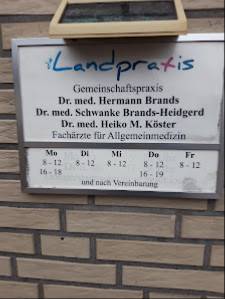 Landpraxis
Gemeinschaftspraxis
Dr. med. Hermann Brands
Dr. med. Schwanke Brands-Heidgerd
Dr. med. Heiko M. Köster
Fachärzte für Allgemeinmedizin
Mo Di Mi Do Fr
8 - 12 8 - 12 8 - 12 8 - 12 8 - 12
16 - 18 16 - 19
und nach Vereinbarung